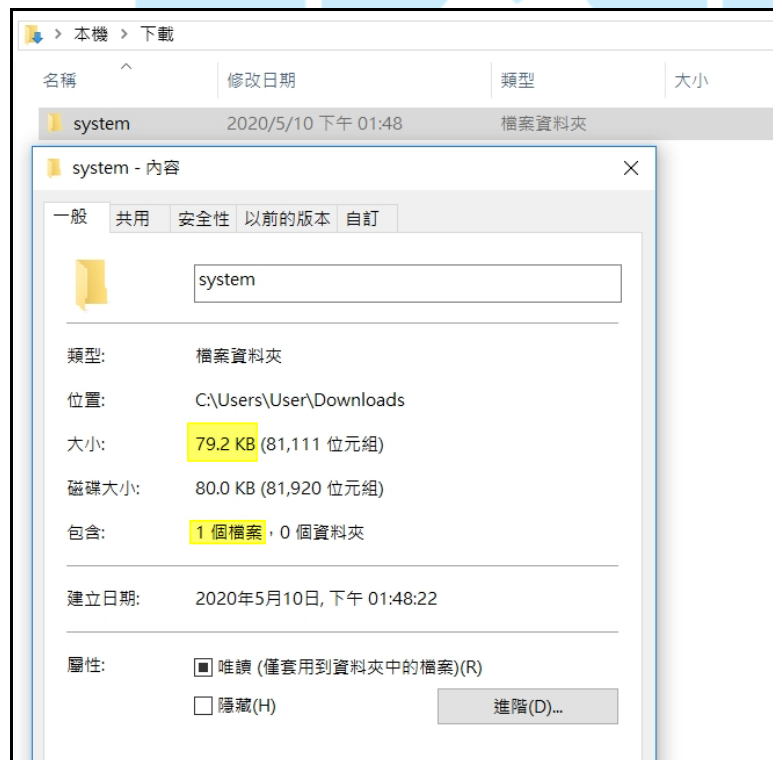 本機 > 下載
名稱 修改日期 類型 大小
system 2020/5/10 下午 01:48 檔案資料夾
system - 內容
一般 共用 安全性 以前的版本 自訂
system
類型: 檔案資料夾
位置: C:\Users\User\Downloads
大小: 79.2 KB (81,111 位元組)
磁碟大小: 80.0 KB (81,920 位元組)
包含: 1 個檔案，0 個資料夾
建立日期: 2020年5月10日, 下午 01:48:22
屬性: 唯讀 (僅套用到資料夾中的檔案)(R)
隱藏(H) 進階(D)...